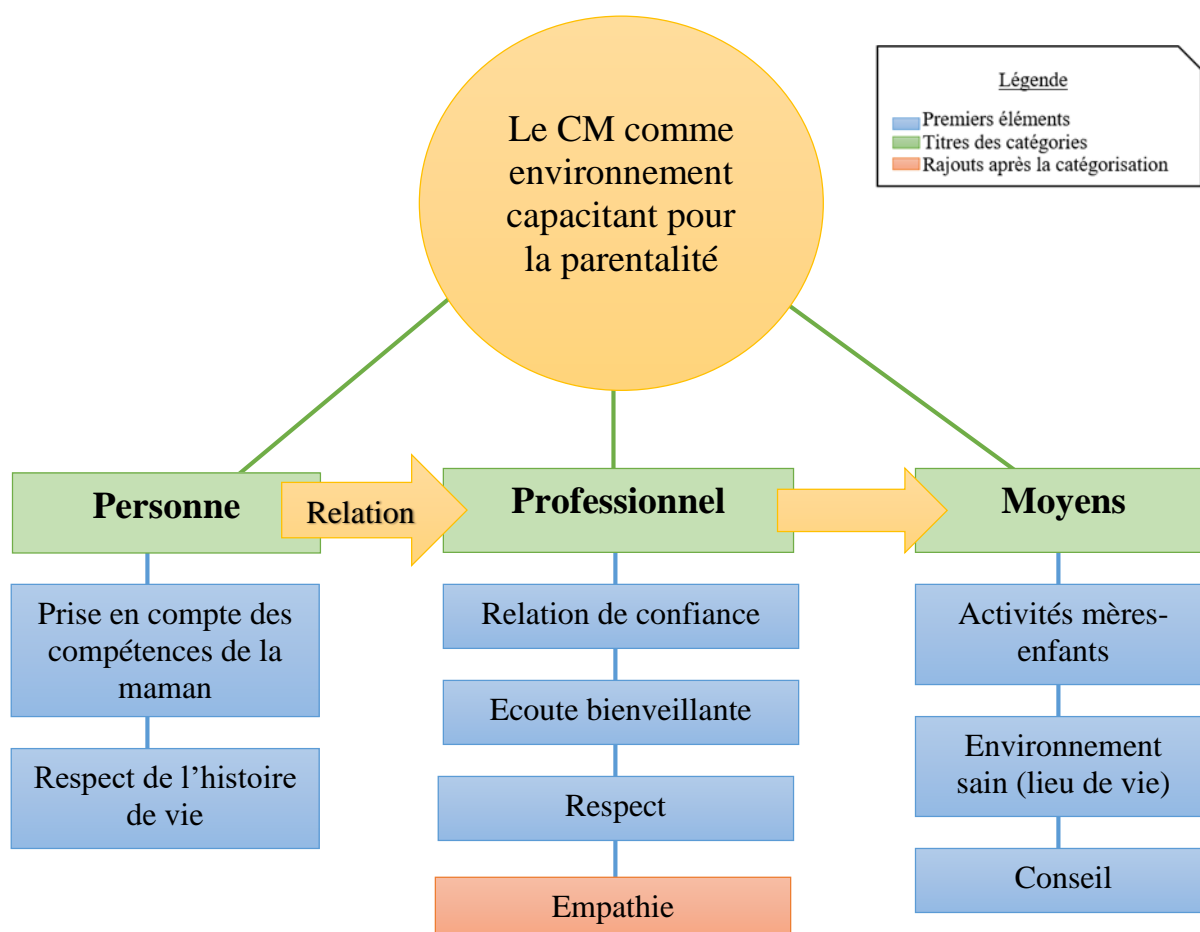 Le CM comme
environnement
capacitant pour
la parentalité
Légende
Premiers éléments
Titres des catégories
Rajouts après la catégorisation
Personne
Relation
Professionnel
Moyens
Prise en compte des
compétences de la
maman
Respect de l’histoire
de vie
Relation de confiance
Ecoute bienveillante
Respect
Empathie
Activités mères-
enfants
Environnement
sain (lieu de vie)
Conseil